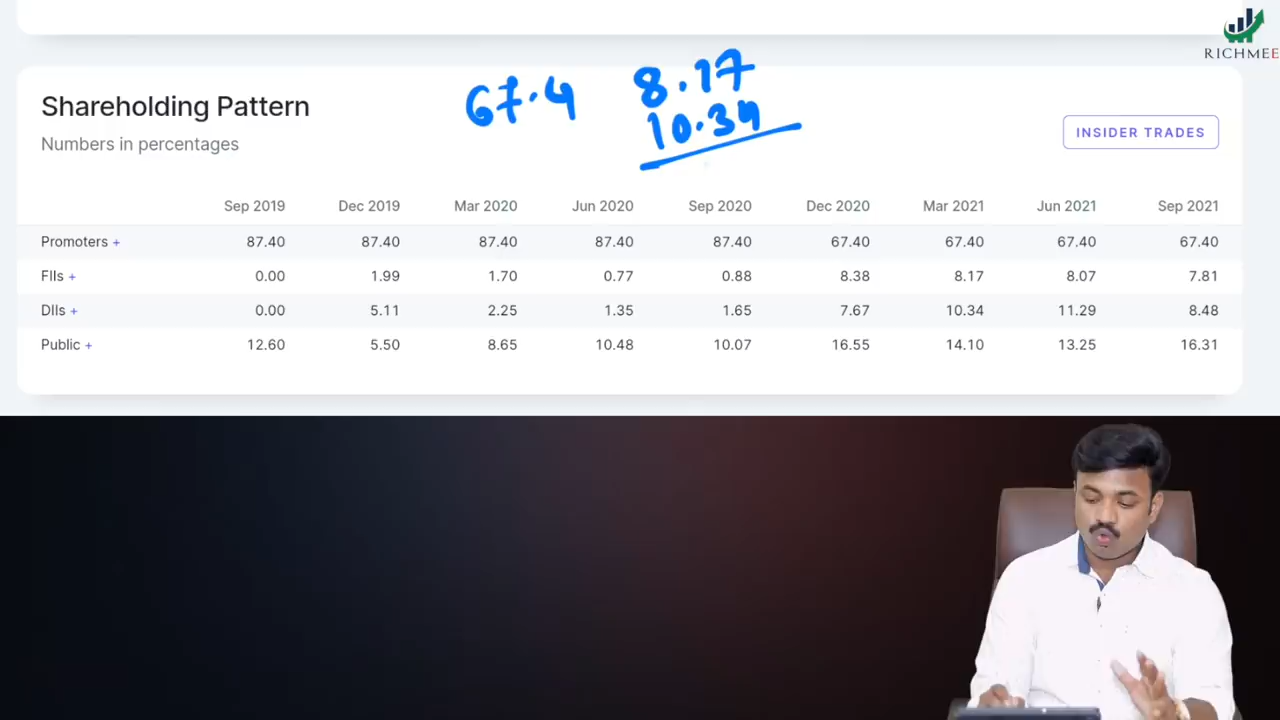 RICHMEE
67.4 8.17
10.34
Shareholding Pattern
Numbers in percentages
INSIDER TRADES
Sep 2019 Dec 2019 Mar 2020 Jun 2020 Sep 2020 Dec 2020 Mar 2021 Jun 2021 Sep 2021
Promoters + 87.40 87.40 87.40 87.40 87.40 67.40 67.40 67.40 67.40
FIIs + 0.00 1.99 1.70 0.77 0.88 8.38 8.17 8.07 7.81
DIIs + 0.00 5.11 2.25 1.35 1.65 7.67 10.34 11.29 8.48
Public + 12.60 5.50 8.65 10.48 10.07 16.55 14.10 13.25 16.31